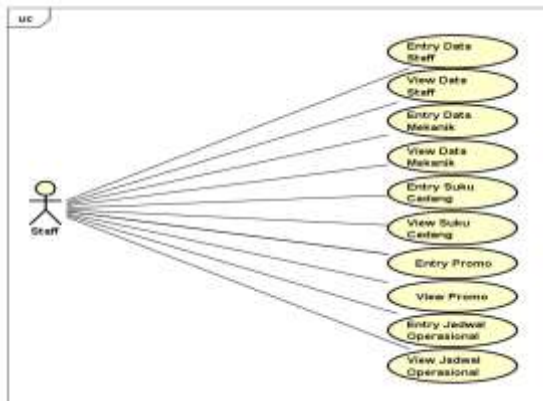 uc
Entry Data
Staff
View Data
Staff
Entry Data
Mekanik
View Data
Mekanik
Entry Suku
Cadang
View Suku
Cadang
Entry Promo
View Promo
Entry Jadwal
Operasional
View Jadwal
Operasional
Staff